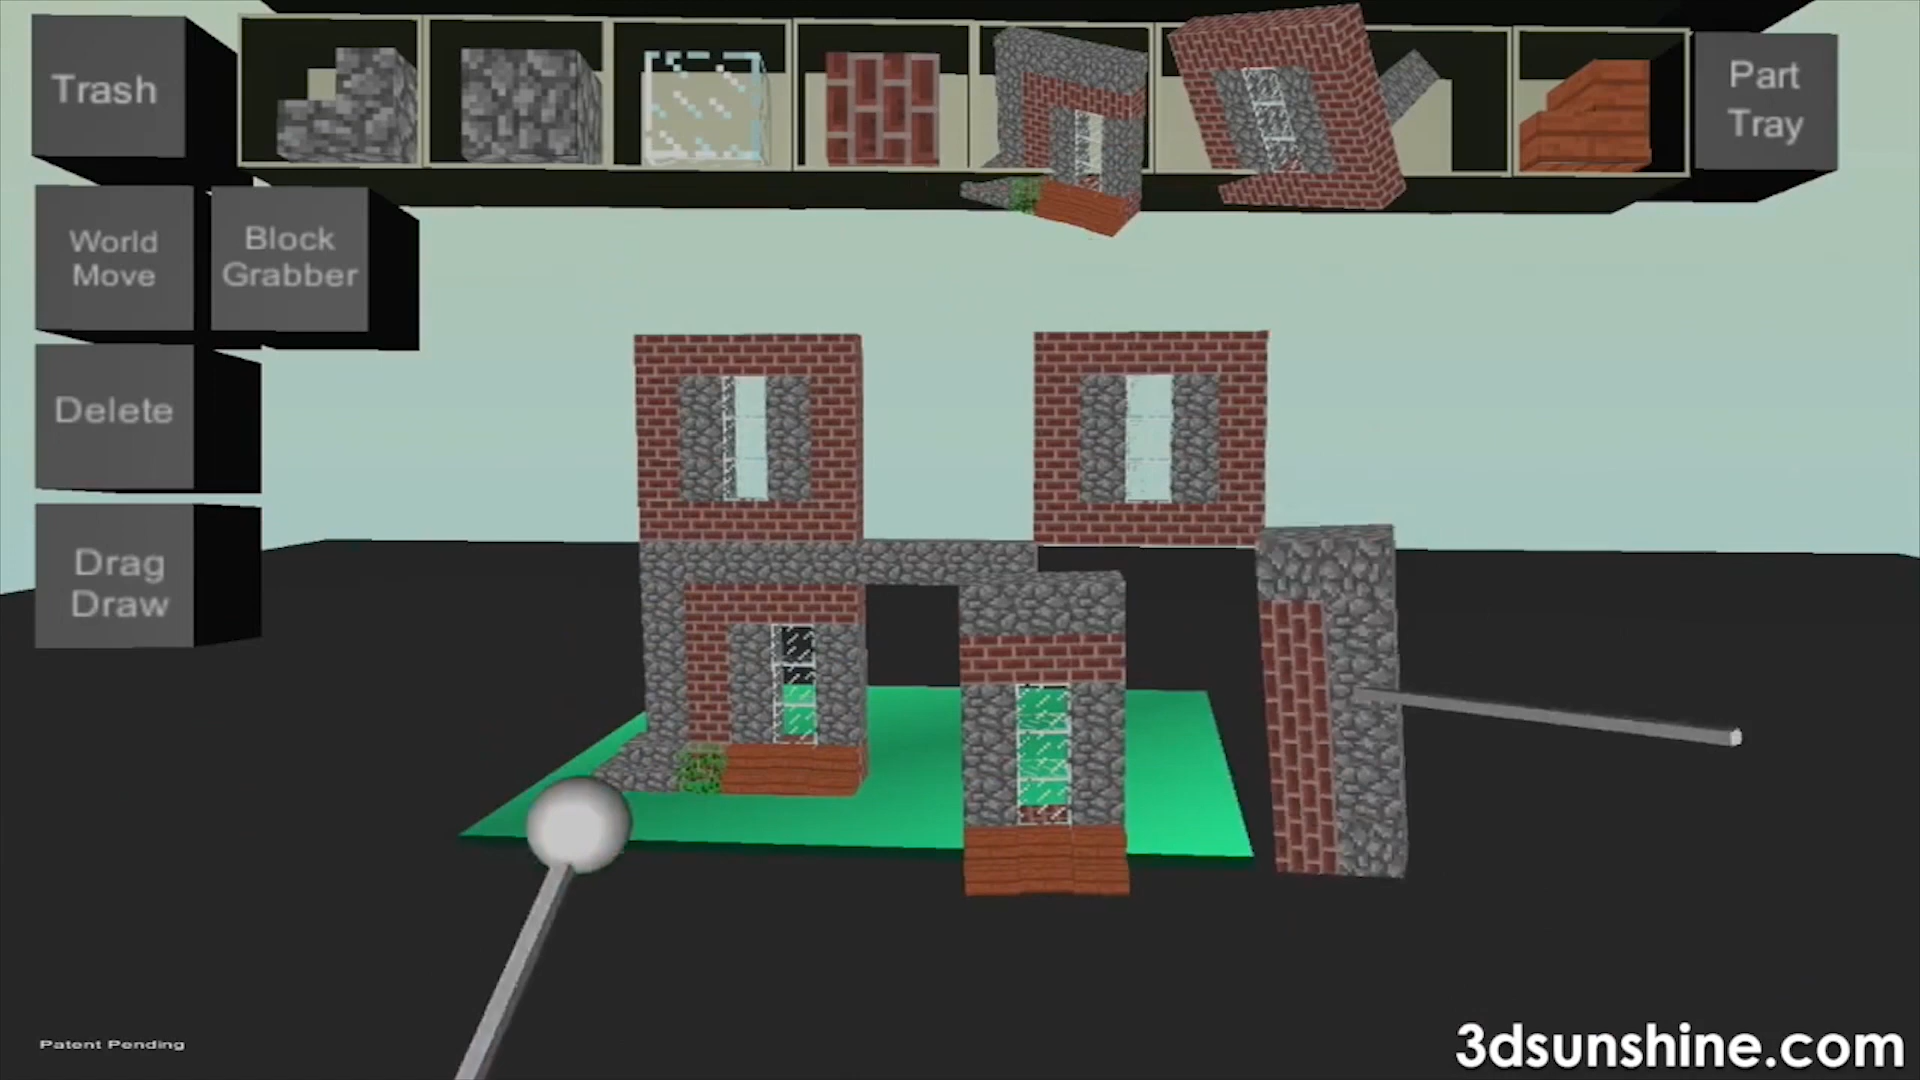 Trash
Part
Tray
World
Move
Block
Grabber
Delete
Drag
Draw
Patent Pending
3dsunshine.com